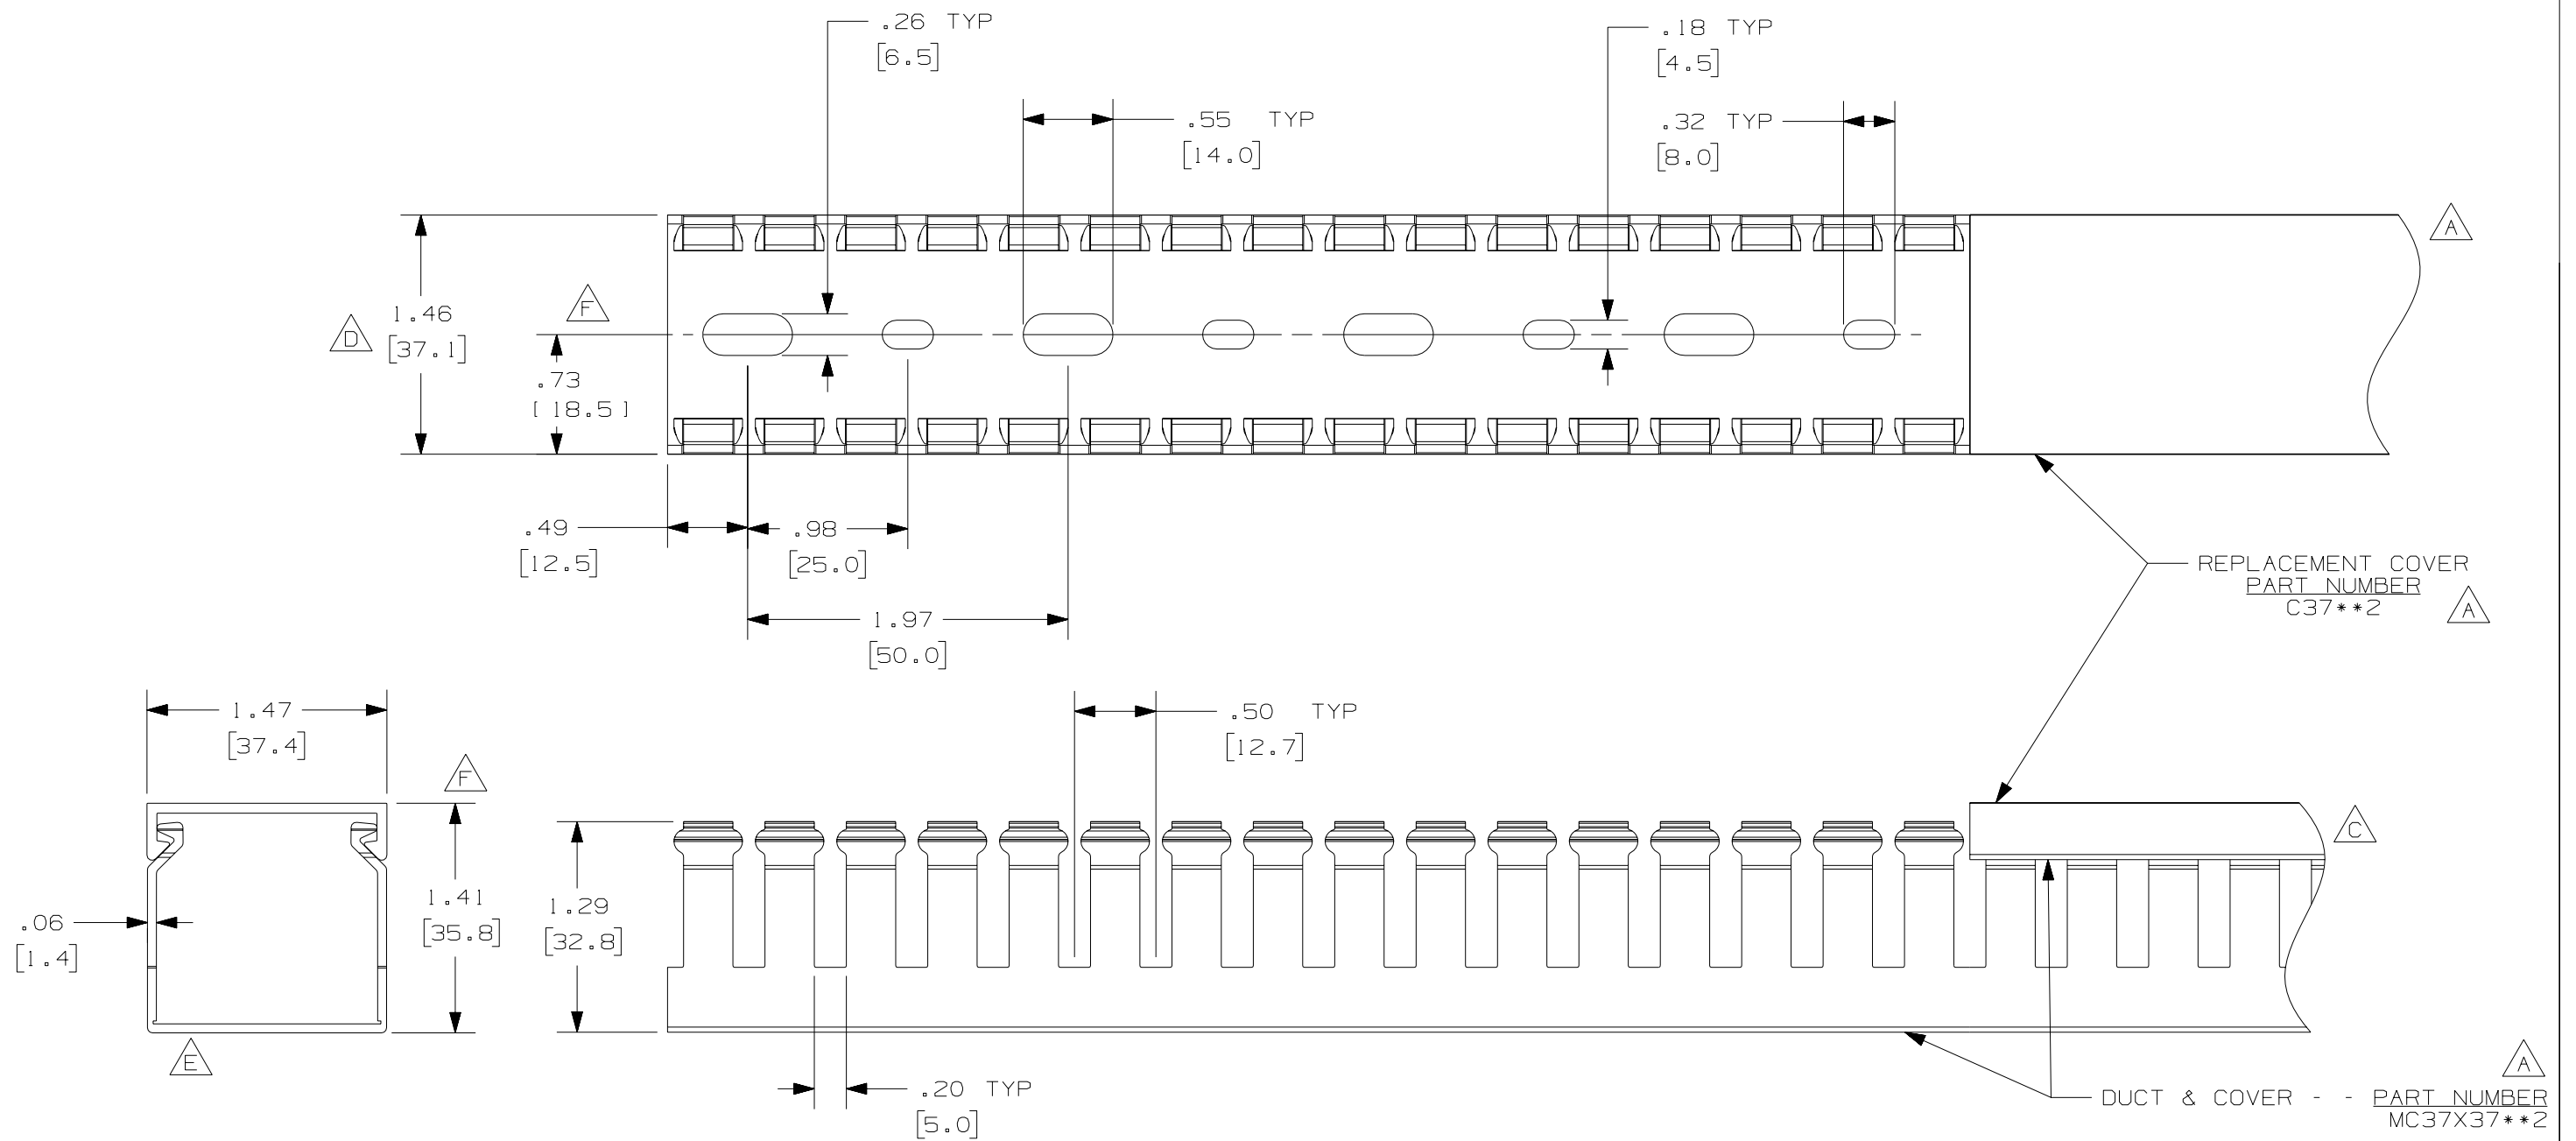 .26 TYP
[6.5]
.18 TYP
[4.5]
.55 TYP
[14.0]
.32 TYP
[8.0]
A
F
D
1.46
[37.1]
.73
[18.5]
.49
[12.5]
.98
[25.0]
1.97
[50.0]
REPLACEMENT COVER
PART NUMBER
C37**2
A
1.47
[37.4]
.50 TYP
[12.7]
F
C
1.41
[35.8]
1.29
[32.8]
.06
[1.4]
E
.20 TYP
[5.0]
A
DUCT & COVER - - PART NUMBER
MC37X37**2